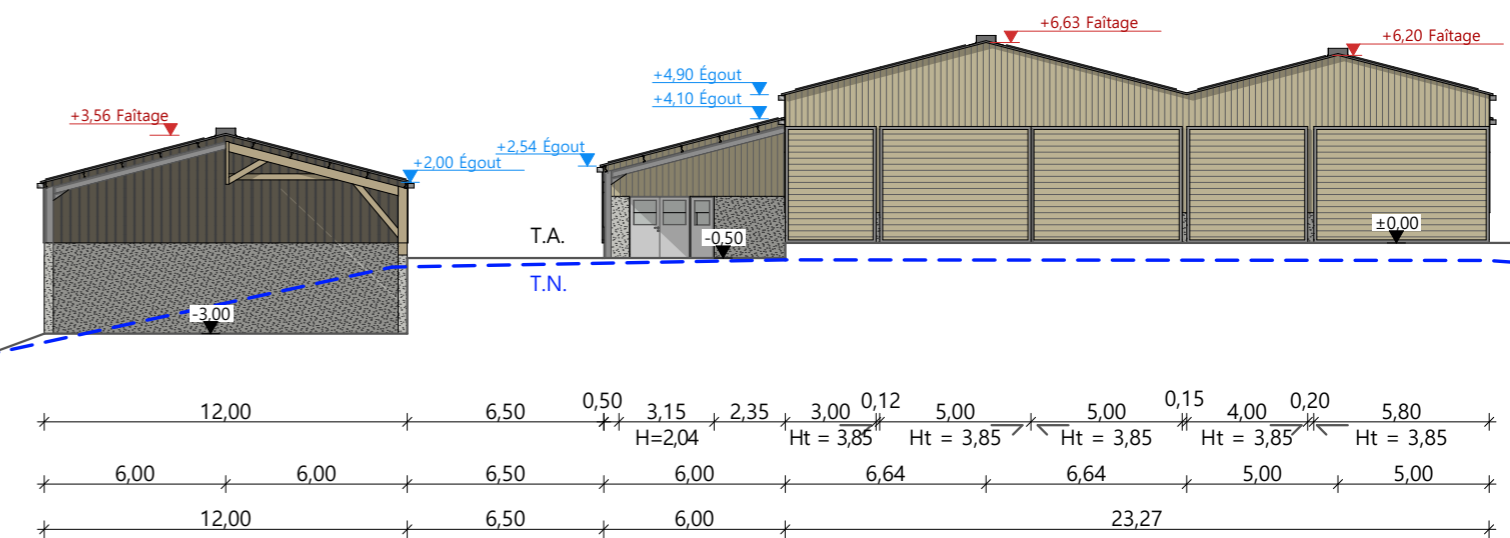 +6,63 Faîtage
+6,20 Faîtage
+4,90 Égout
+4,10 Égout
+3,56 Faîtage
+2,54 Égout
+2,00 Égout
T.A.
-0,50
±0,00
T.N.
-3,00
12,00 6,50 0,50 3,15 2,35 3,00 0,12 5,00 5,00 0,15 4,00 0,20 5,80
H=2,04 Ht = 3,85 Ht = 3,85 Ht = 3,85 Ht = 3,85 Ht = 3,85
6,00 6,00 6,50 6,00 6,64 6,64 5,00 5,00
12,00 6,50 6,00 23,27